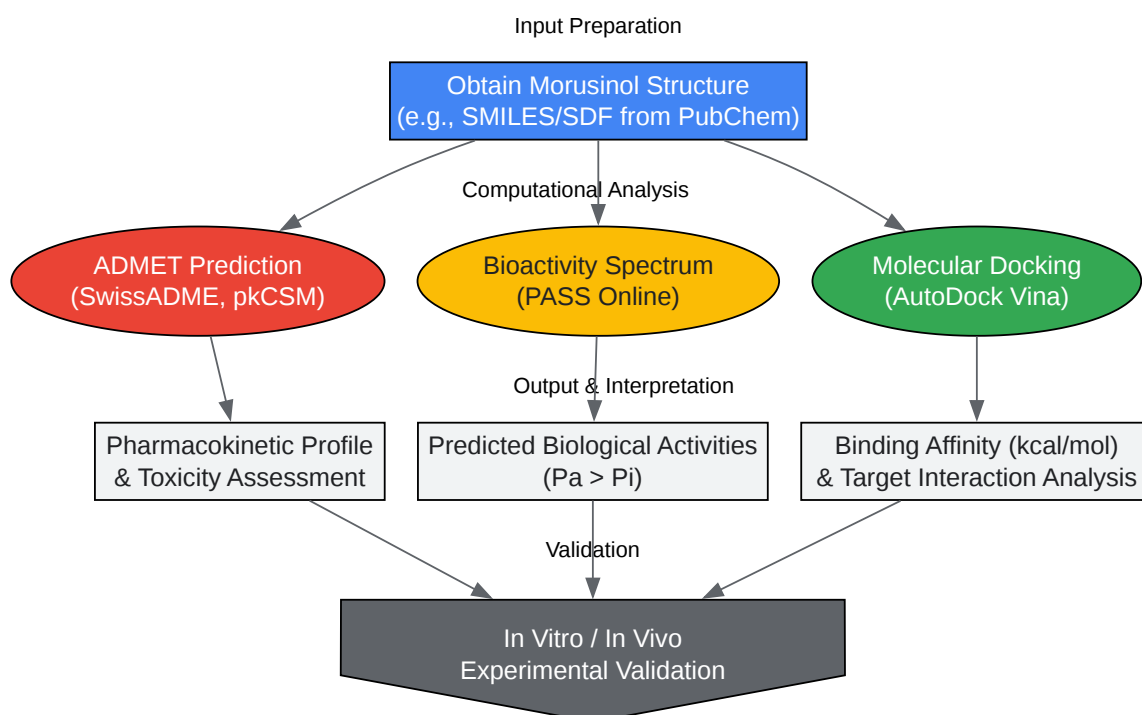 Input Preparation
Obtain Morusinol Structure
(e.g., SMILES/SDF from PubChem)
Computational Analysis
ADMET Prediction
(SwissADME, pkCSM)
Bioactivity Spectrum
(PASS Online)
Molecular Docking
(AutoDock Vina)
Output & Interpretation
Pharmacokinetic Profile
& Toxicity Assessment
Predicted Biological Activities
(Pa > Pi)
Binding Affinity (kcal/mol)
& Target Interaction Analysis
Validation
In Vitro / In Vivo
Experimental Validation